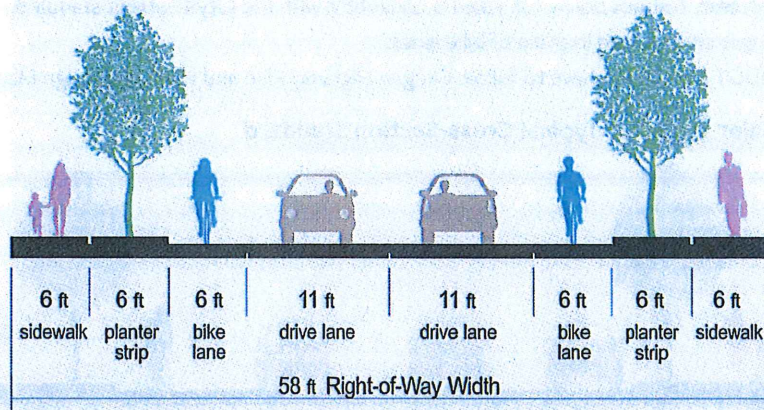 6 ft 6 ft 6 ft 11 ft 11 ft 6 ft 6 ft 6 ft
sidewalk planter strip bike lane drive lane drive lane bike lane planter strip sidewalk
58 ft Right-of-Way Width